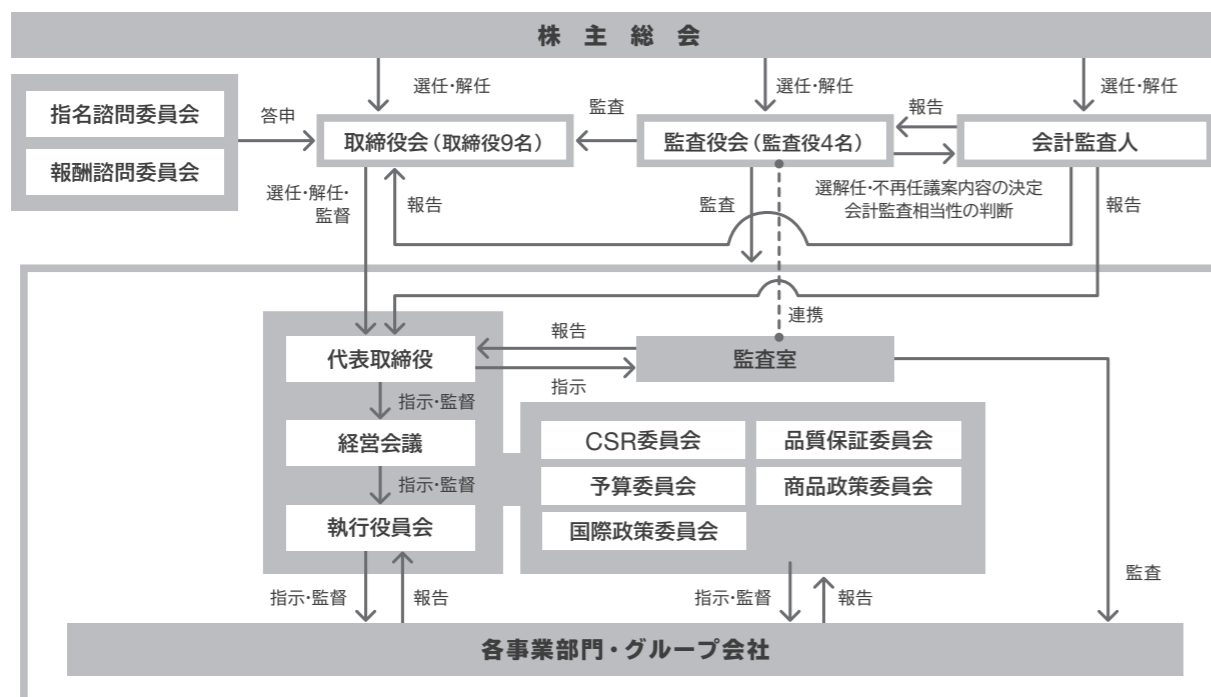 株主総会
選任・解任
選任・解任
選任・解任
指名諮問委員会
報酬諮問委員会
答申
取締役会（取締役9名）
監査
監査役会（監査役4名）
報告
会計監査人
選任・解任・
監督
報告
監査
選解任・不再任議案内容の決定
会計監査相当性の判断
報告
連携
代表取締役
報告
指示
監査室
指示・監督
経営会議
指示・監督
執行役員会
CSR委員会
品質保証委員会
予算委員会
商品政策委員会
国際政策委員会
監査
指示・監督
報告
指示・監督
報告
各事業部門・グループ会社